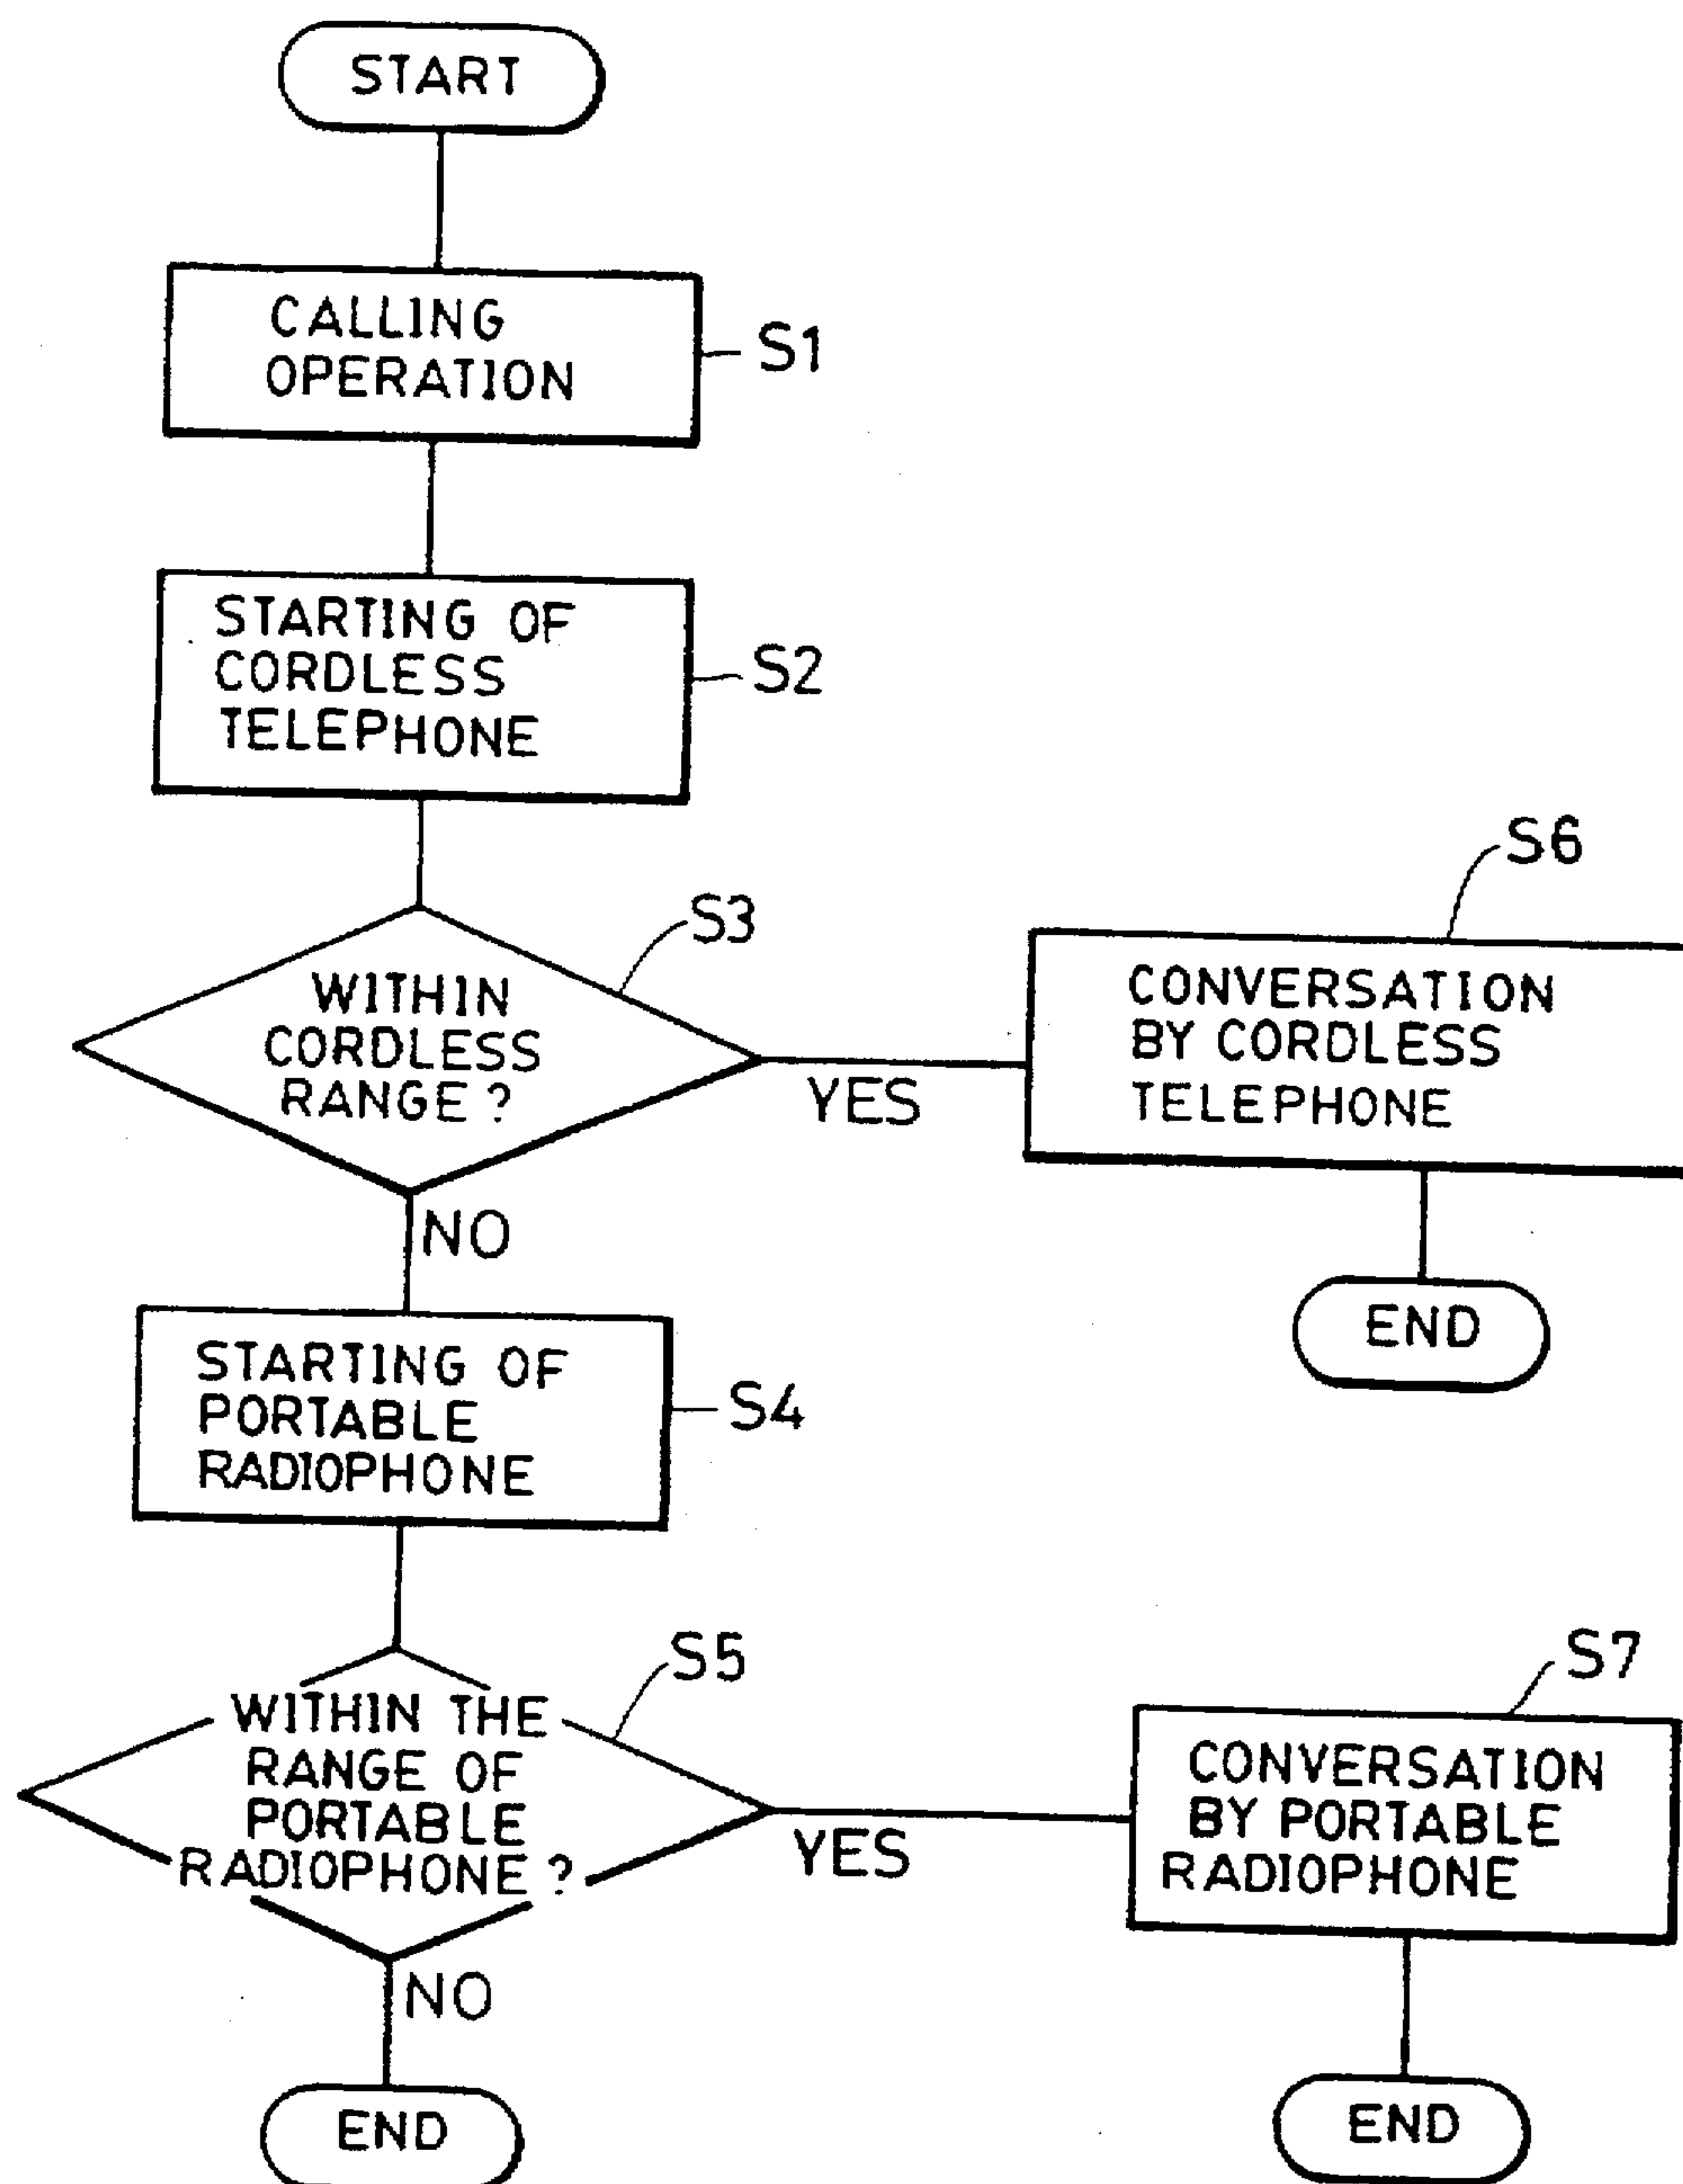 START
CALLING
OPERATION
S1
STARTING OF
CORDLESS
TELEPHONE
S2
WITHIN
CORDLESS
RANGE?
S3
YES
CONVERSATION
BY CORDLESS
TELEPHONE
S6
END
NO
STARTING OF
PORTABLE
RADIOPHONE
S4
WITHIN THE
RANGE OF
PORTABLE
RADIOPHONE?
S5
YES
CONVERSATION
BY PORTABLE
RADIOPHONE
S7
END
NO
END